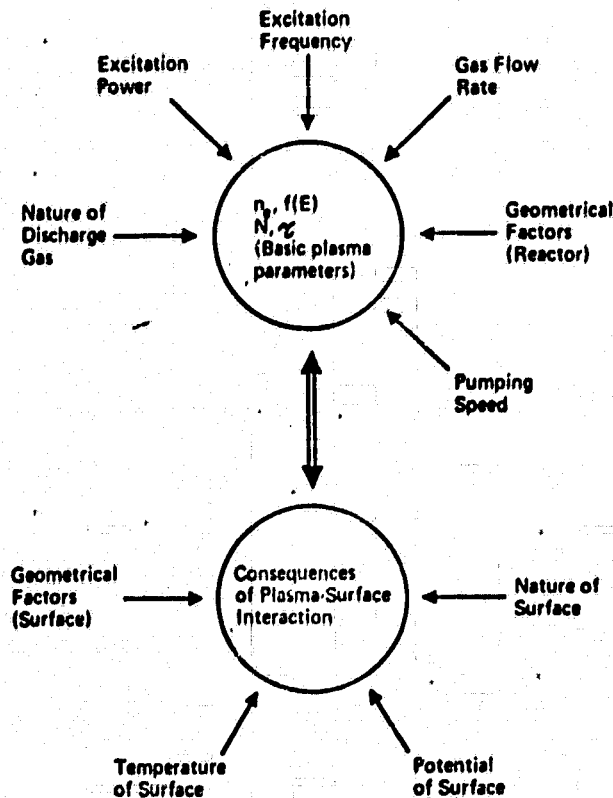 Excitation
Frequency
Excitation
Power
Gas Flow
Rate
Nature of
Discharge
Gas
nₑ, f(E)
N, τ
(Basic plasma
parameters)
Geometrical
Factors
(Reactor)
Pumping
Speed
Geometrical
Factors
(Surface)
Consequences
of Plasma-Surface
Interaction
Nature of
Surface
Temperature
of Surface
Potential
of Surface